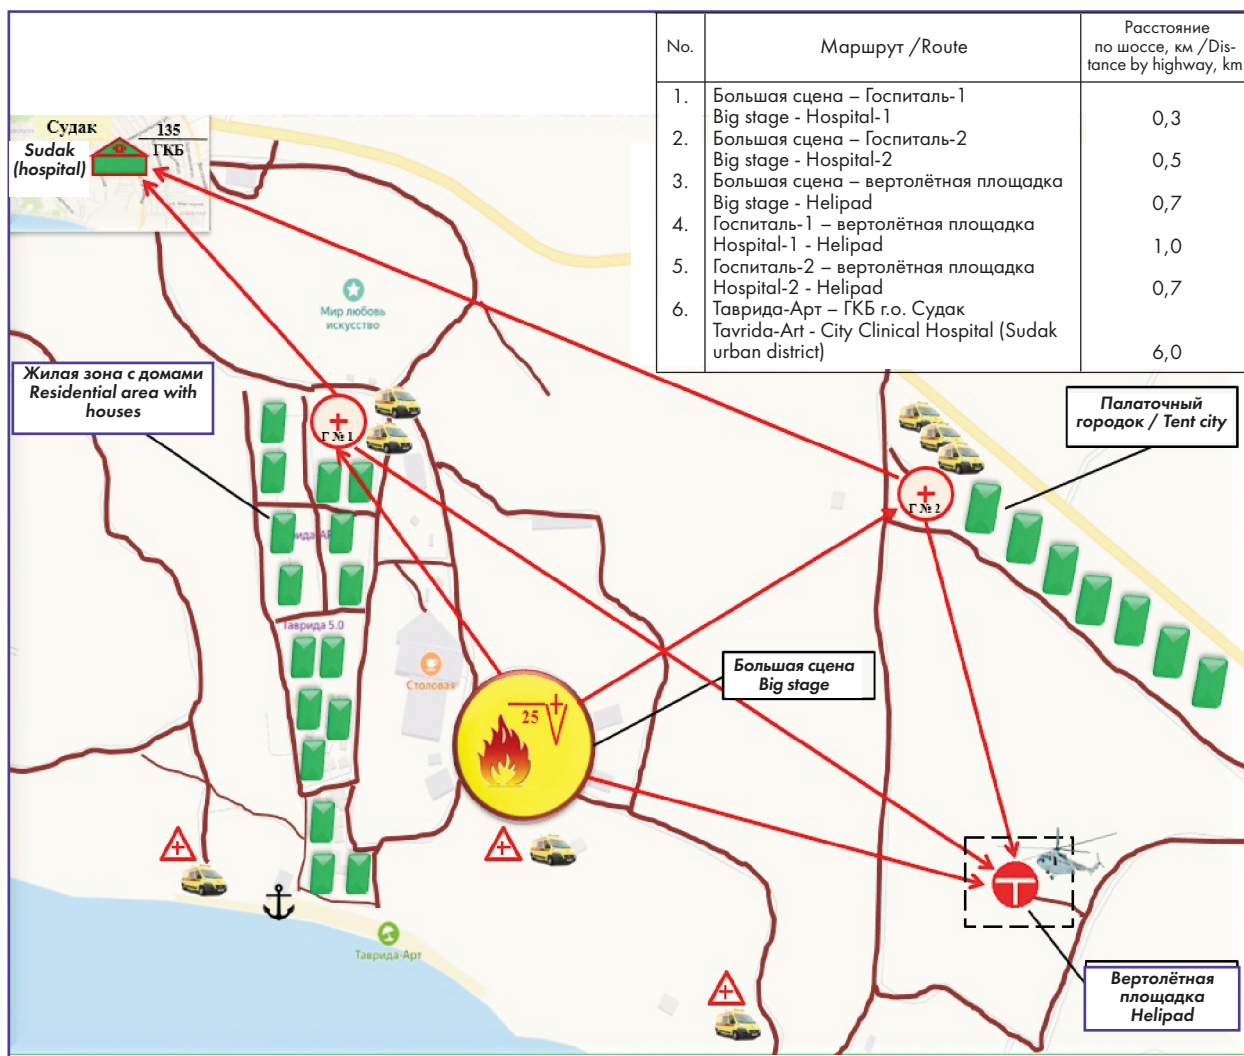 No.
Маршрут /Route
Расстояние
по шоссе, км /Dis-
tance by highway, km
1.
Большая сцена – Госпиталь-1
Big stage - Hospital-1
0,3
2.
Большая сцена – Госпиталь-2
Big stage - Hospital-2
0,5
3.
Большая сцена – вертолётная площадка
Big stage - Helipad
0,7
4.
Госпиталь-1 – вертолётная площадка
Hospital-1 - Helipad
1,0
5.
Госпиталь-2 – вертолётная площадка
Hospital-2 - Helipad
0,7
6.
Таврида-Арт – ГКБ г.о. Судак
Tavrida-Art - City Clinical Hospital (Sudak
urban district)
6,0
Судак
135
ГКБ
Sudak
(hospital)
Мир любовь
искусство
Жилая зона с домами
Residential area with
houses
Г № 1
Палаточный
городок / Tent city
Г № 2
Таврида 5.0
Столовая
Большая сцена
Big stage
25
Таврида-Арт
Вертолётная
площадка
Helipad